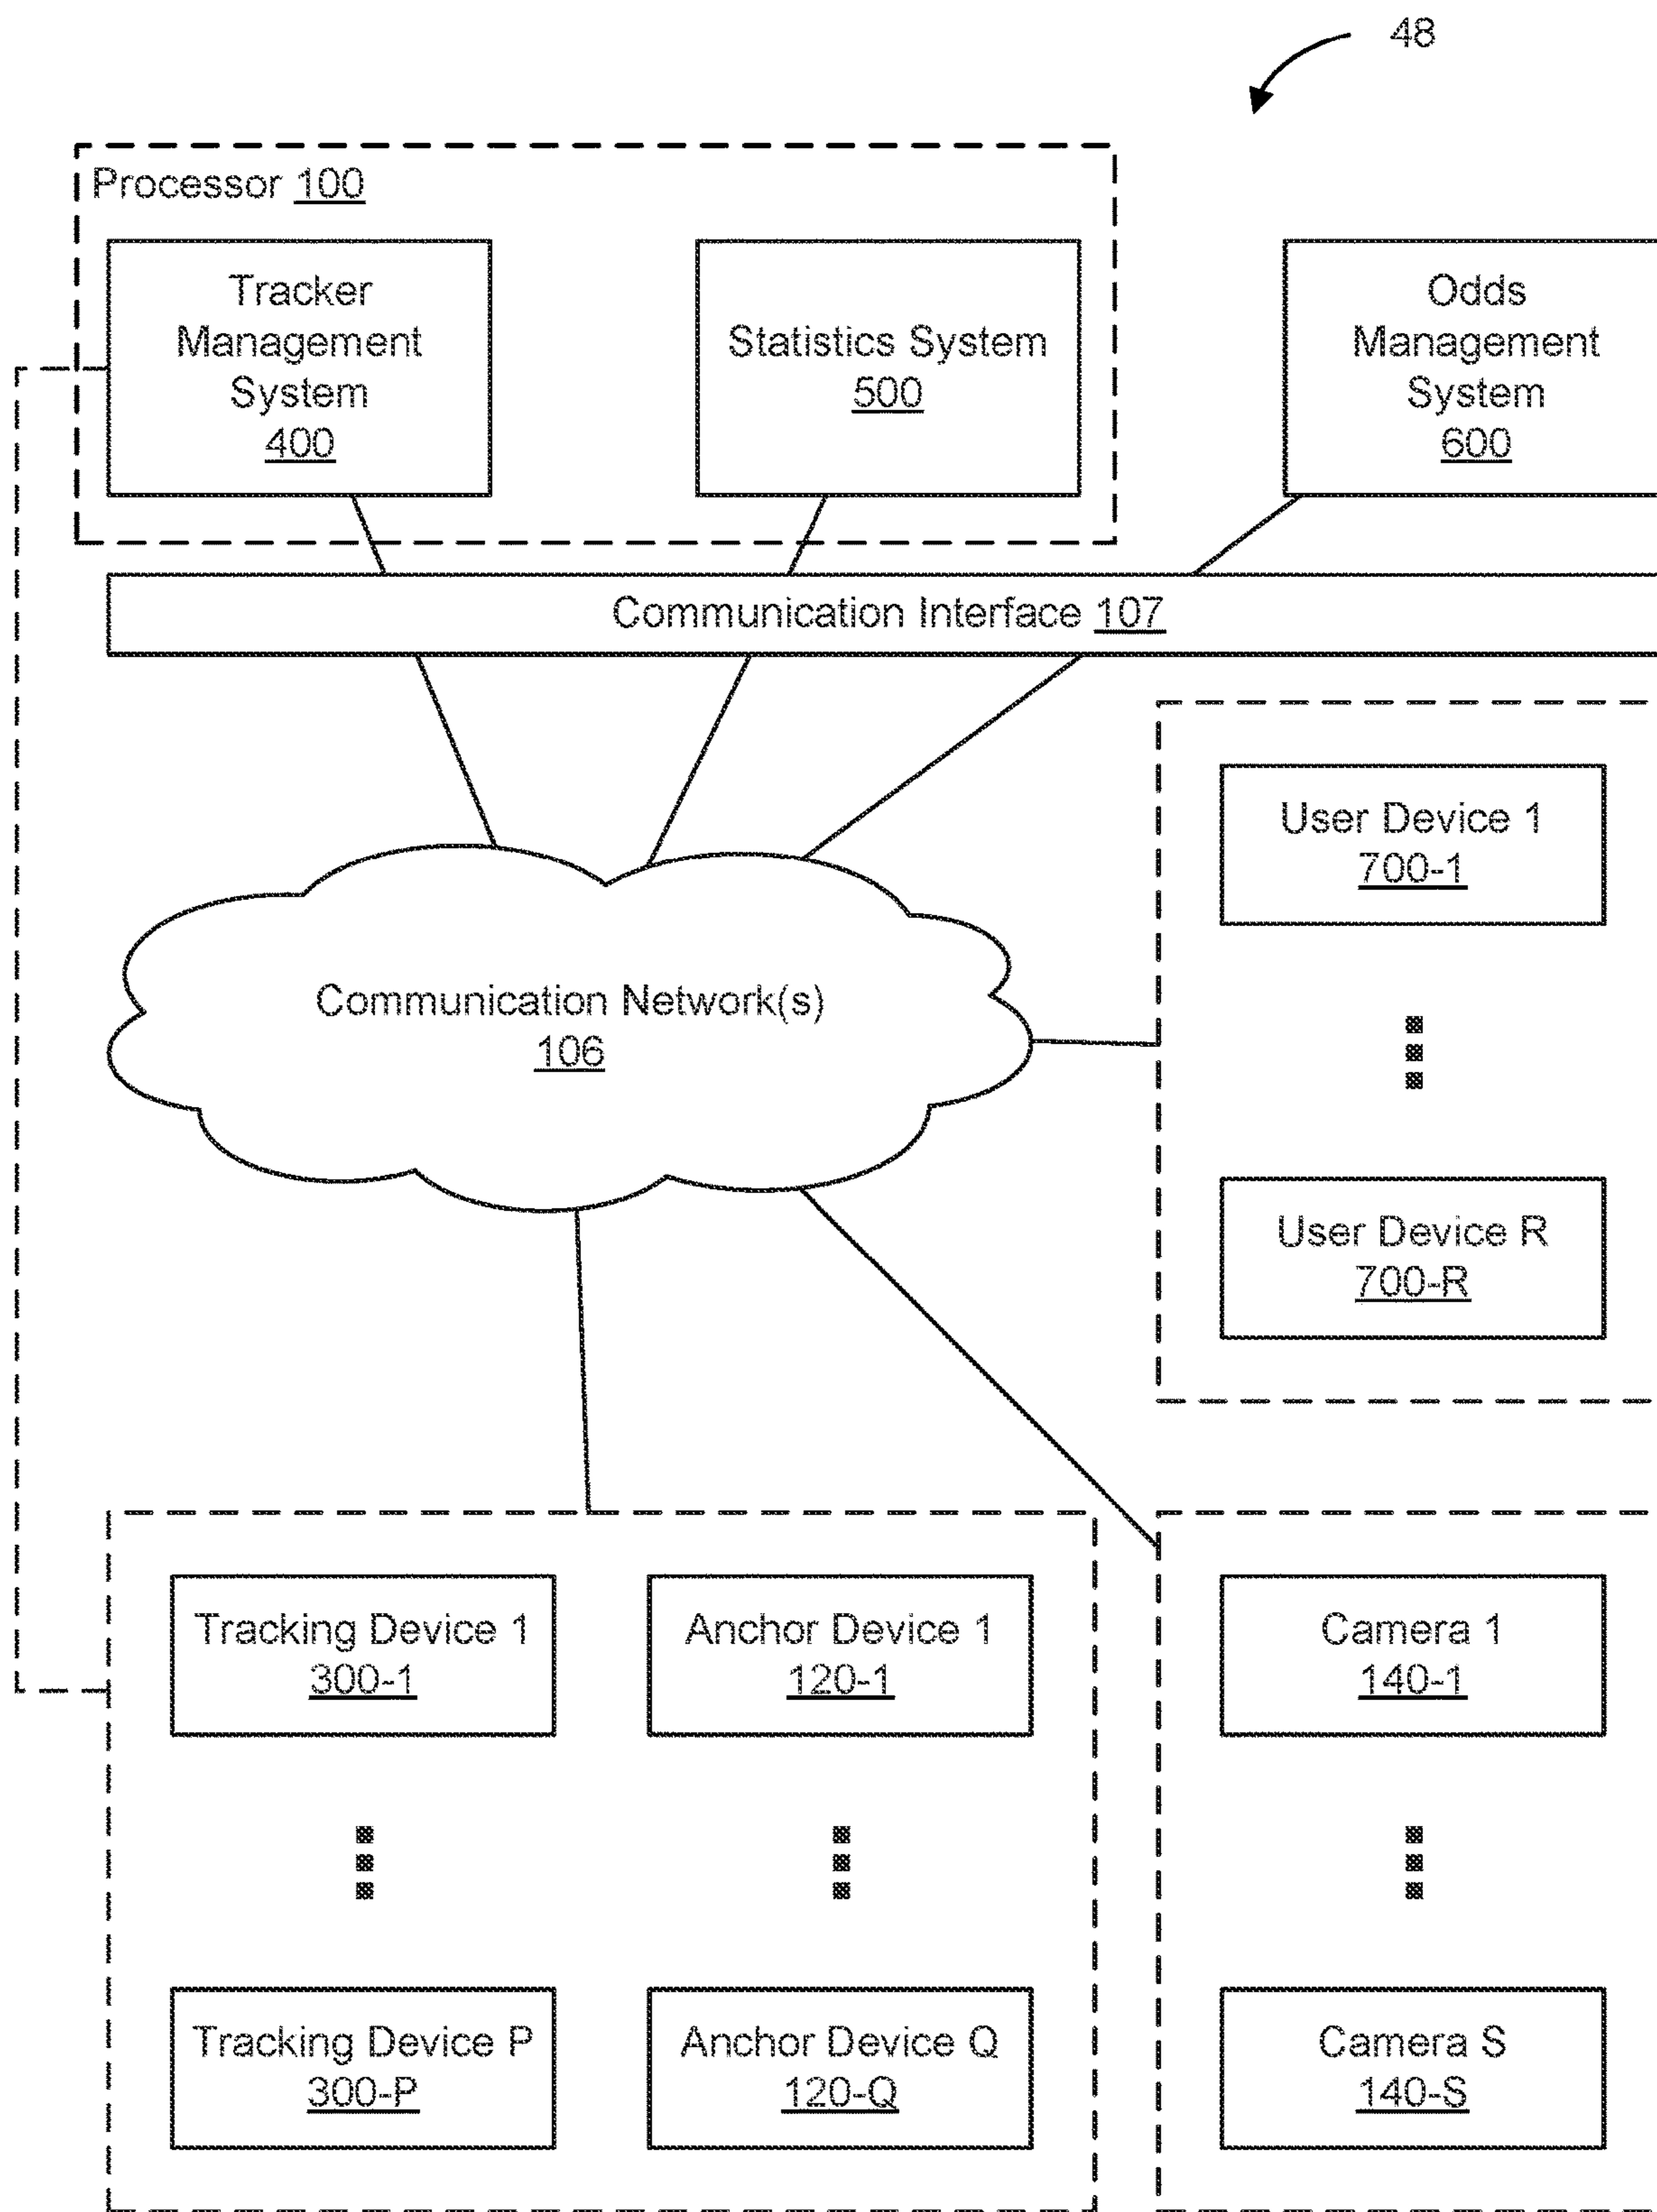 48
Processor 100
Tracker
Management
System
400
Statistics System
500
Odds
Management
System
600
Communication Interface 107
User Device 1
700-1
Communication Network(s)
106
User Device R
700-R
Tracking Device 1
300-1
Anchor Device 1
120-1
Camera 1
140-1
Tracking Device P
300-P
Anchor Device Q
120-Q
Camera S
140-S